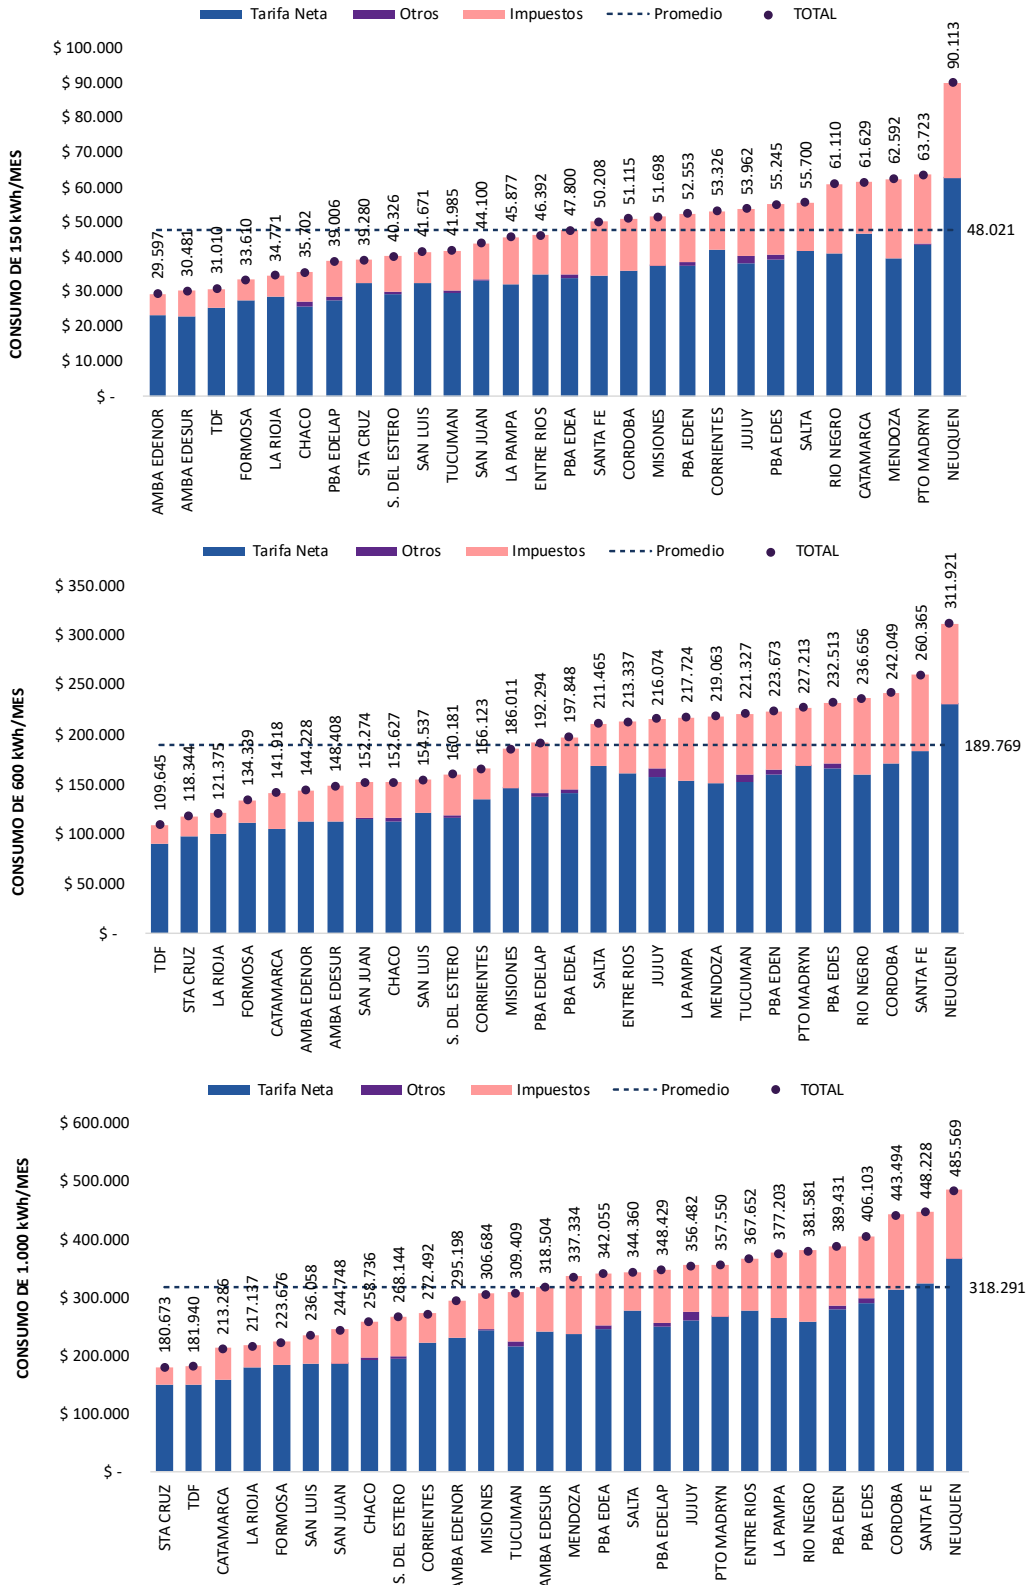 Tarifa Neta Otros Impuestos Promedio TOTAL
CONSUMO DE 150 kWh/MES
$ 100.000
$ 90.000
$ 80.000
$ 70.000
$ 60.000
$ 50.000
$ 40.000
$ 30.000
$ 20.000
$ 10.000
$ -
29.597 30.481 31.010 33.610 34.771 35.702 39.006 39.280 40.326 41.671 41.985 44.100 45.877 46.392 47.800 50.208 51.115 51.698 52.553 53.326 53.962 55.245 55.700 61.110 61.629 62.592 63.723 90.113
48.021
AMBA EDENOR
AMBA EDESUR
TDF
FORMOSA
LA RIOJA
CHACO
PBA EDELAP
STA CRUZ
S. DEL ESTERO
SAN LUIS
TUCUMAN
SAN JUAN
LA PAMPA
ENTRE RIOS
PBA EDEA
SANTA FE
CORDOBA
MISIONES
PBA EDEN
CORRIENTES
JUJUY
PBA EDES
SALTA
RIO NEGRO
CATAMARCA
MENDOZA
PTO MADRYN
NEUQUEN
Tarifa Neta Otros Impuestos Promedio TOTAL
CONSUMO DE 600 kWh/MES
$ 350.000
$ 300.000
$ 250.000
$ 200.000
$ 150.000
$ 100.000
$ 50.000
$ -
109.645 118.344 121.375 134.339 141.918 144.228 148.408 152.274 152.627 154.537 160.181 156.123 186.011 192.294 197.848 211.465 213.337 216.074 217.724 219.063 221.327 223.673 227.213 232.513 236.656 242.049 260.365 311.921
189.769
TDF
STA CRUZ
LA RIOJA
FORMOSA
CATAMARCA
AMBA EDENOR
AMBA EDESUR
SAN JUAN
CHACO
SAN LUIS
S. DEL ESTERO
CORRIENTES
MISIONES
PBA EDELAP
PBA EDEA
SALTA
ENTRE RIOS
JUJUY
LA PAMPA
MENDOZA
TUCUMAN
PBA EDEN
PTO MADRYN
PBA EDES
RIO NEGRO
CORDOBA
SANTA FE
NEUQUEN
Tarifa Neta Otros Impuestos Promedio TOTAL
CONSUMO DE 1.000 kWh/MES
$ 600.000
$ 500.000
$ 400.000
$ 300.000
$ 200.000
$ 100.000
$ -
180.673 181.940 213.286 217.137 223.676 236.058 244.748 258.736 268.144 272.492 295.198 306.684 309.409 318.504 337.334 342.055 344.360 348.429 356.482 357.550 367.652 377.203 381.581 389.431 406.103 443.494 448.228 485.569
318.291
STA CRUZ
TDF
CATAMARCA
LA RIOJA
FORMOSA
SAN LUIS
SAN JUAN
CHACO
S. DEL ESTERO
CORRIENTES
AMBA EDENOR
MISIONES
TUCUMAN
AMBA EDESUR
MENDOZA
PBA EDEA
SALTA
PBA EDELAP
JUJUY
PTO MADRYN
ENTRE RIOS
LA PAMPA
RIO NEGRO
PBA EDEN
PBA EDES
CORDOBA
SANTA FE
NEUQUEN